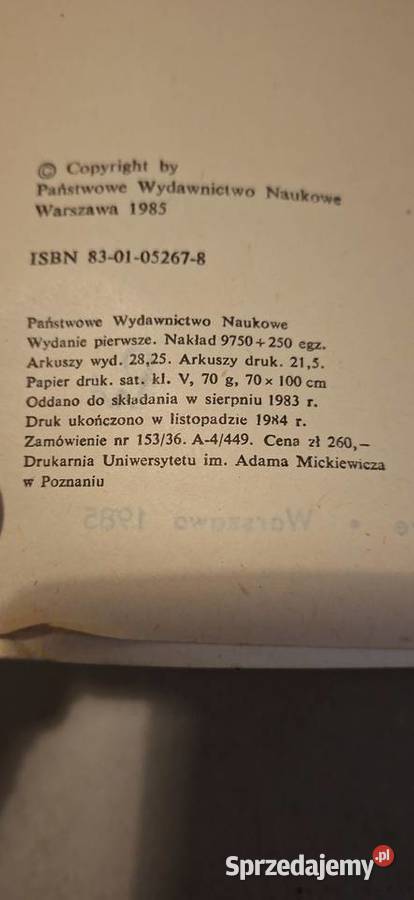 © Copyright by
Państwowe Wydawnictwo Naukowe
Warszawa 1985
ISBN 83-01-05267-8
Państwowe Wydawnictwo Naukowe
Wydanie pierwsze. Nakład 9750+250 egz.
Arkuszy wyd. 28,25. Arkuszy druk. 21,5.
Papier druk. sat. kl. V, 70 g, 70×100 cm
Oddano do składania w sierpniu 1983 r.
Druk ukończono w listopadzie 1984 r.
Zamówienie nr 153/36. A-4/449. Cena zł 260,—
Drukarnia Uniwersytetu im. Adama Mickiewicza
w Poznaniu
Warszawa 1985
Sprzedajemy.pl